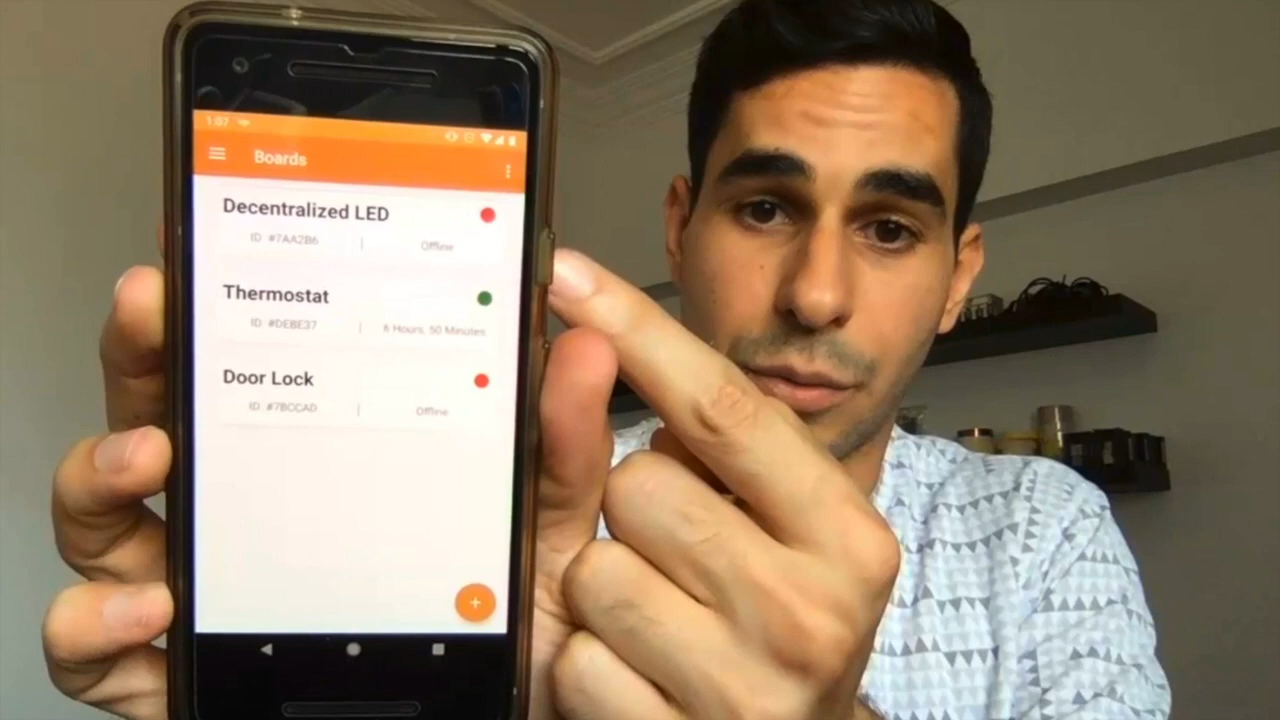 1:07
Boards
Decentralized LED
ID #7AA2B6 | Offline
Thermostat
ID: #DEBE37 | 6 Hours, 50 Minutes
Door Lock
ID: #7BCCAD | Offline
+